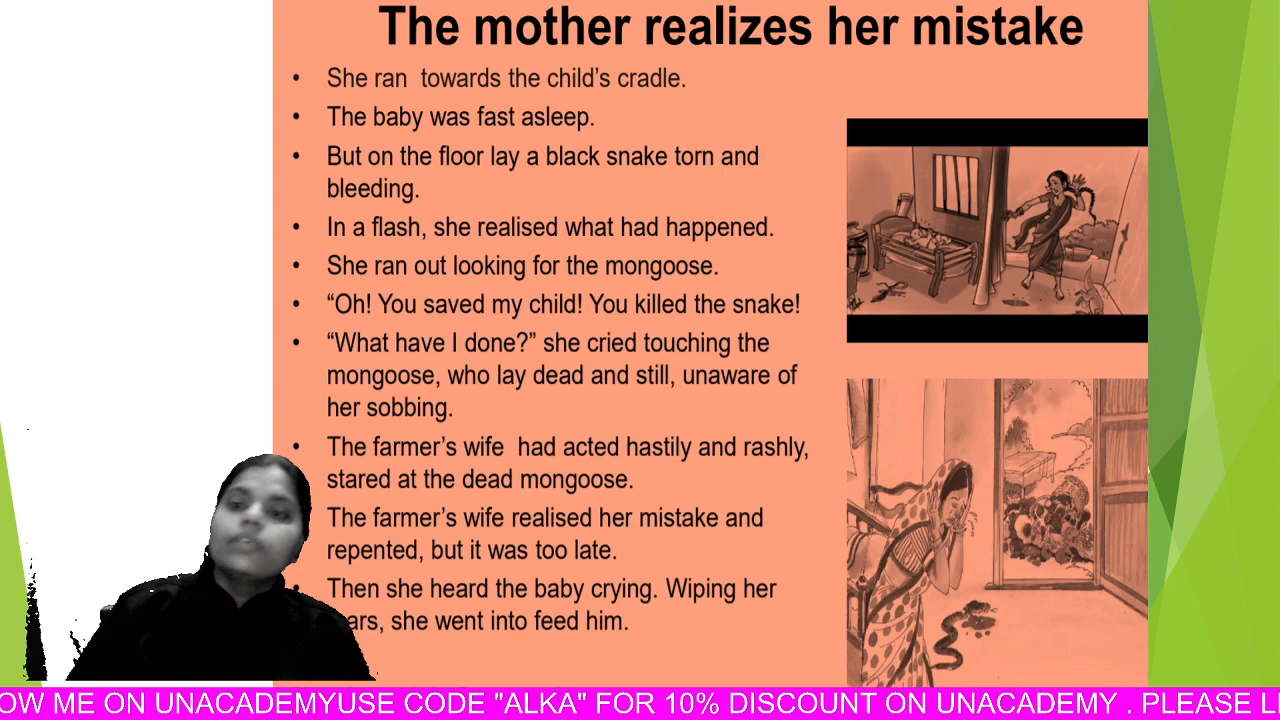 The mother realizes her mistake
• She ran towards the child’s cradle.
• The baby was fast asleep.
• But on the floor lay a black snake torn and
bleeding.
• In a flash, she realised what had happened.
• She ran out looking for the mongoose.
• “Oh! You saved my child! You killed the snake!
• “What have I done?” she cried touching the
mongoose, who lay dead and still, unaware of
her sobbing.
• The farmer’s wife had acted hastily and rashly,
stared at the dead mongoose.
The farmer’s wife realised her mistake and
repented, but it was too late.
• Then she heard the baby crying. Wiping her
ars, she went into feed him.
OW ME ON UNACADEMYUSE CODE "ALKA" FOR 10% DISCOUNT ON UNACADEMY . PLEASE L